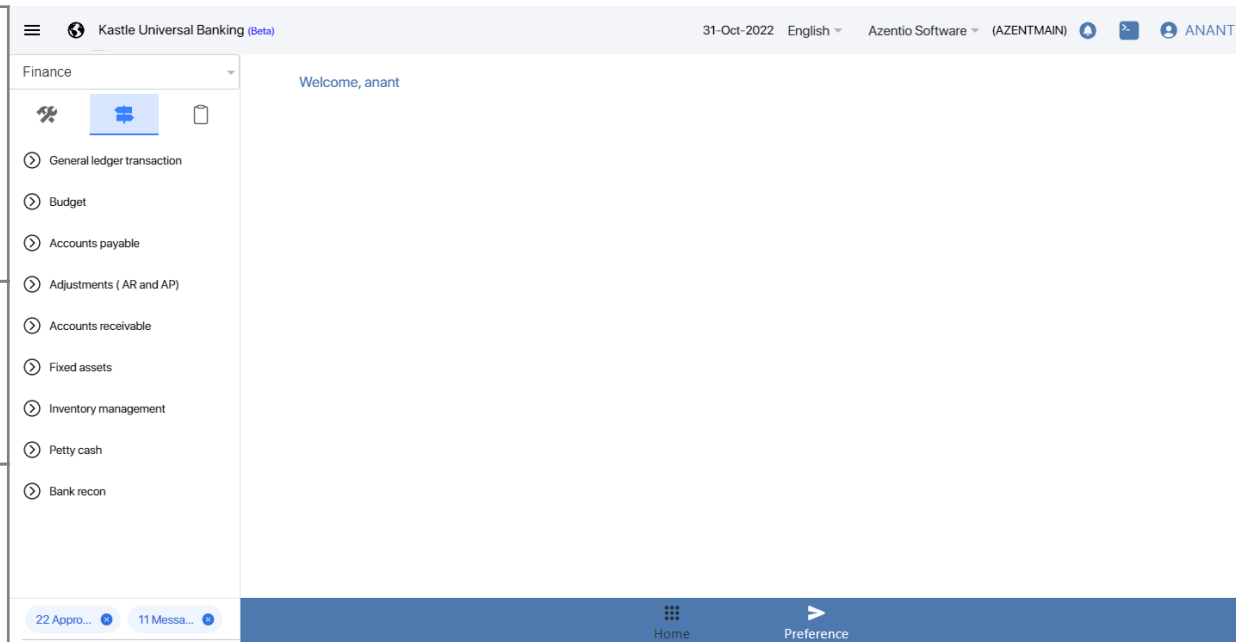 Kastle Universal Banking (Beta) 31-Oct-2022 English Azentio Software (AZENTMAIN) ANANT
Finance
Welcome, anant
General ledger transaction
Budget
Accounts payable
Adjustments ( AR and AP)
Accounts receivable
Fixed assets
Inventory management
Petty cash
Bank recon
22 Appro... 11 Messa...
Home Preference